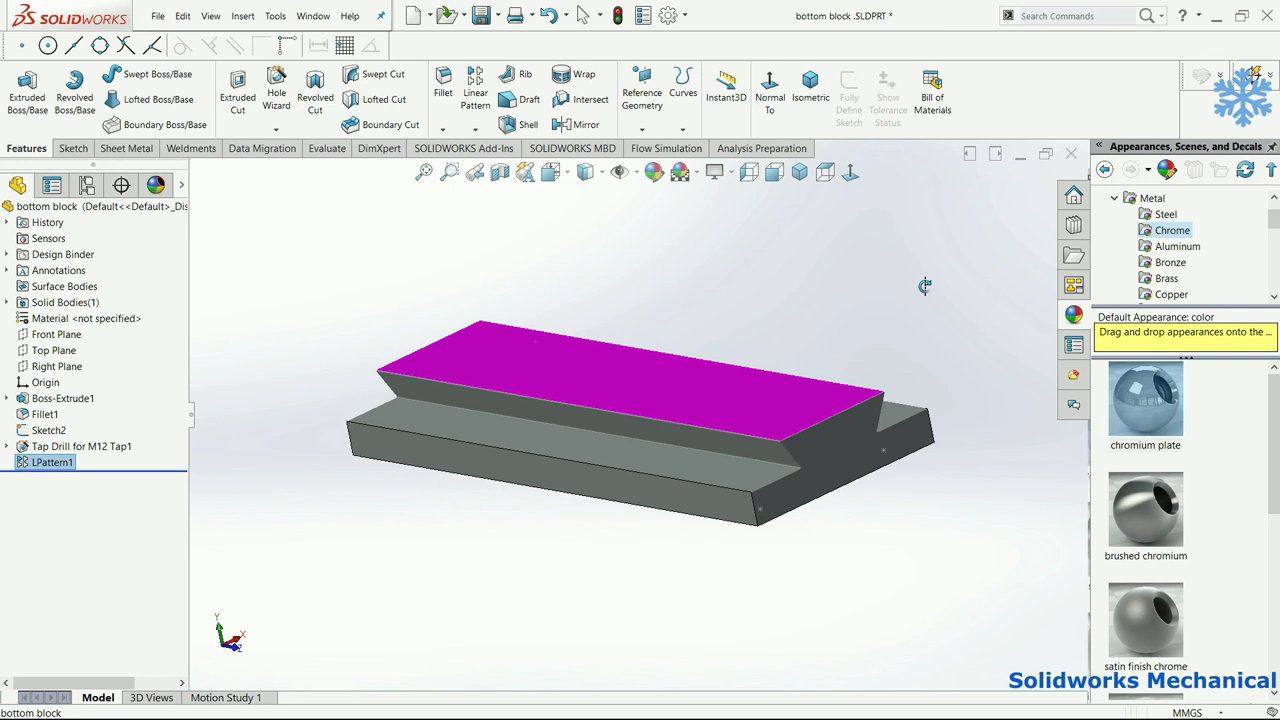 SOLIDWORKS
File Edit View Insert Tools Window Help
bottom block .SLDPRT *
Search Commands
?
Extruded Boss/Base
Revolved Boss/Base
Swept Boss/Base
Lofted Boss/Base
Boundary Boss/Base
Extruded Cut
Hole Wizard
Revolved Cut
Swept Cut
Lofted Cut
Boundary Cut
Fillet
Linear Pattern
Rib
Draft
Shell
Wrap
Intersect
Mirror
Reference Geometry
Curves
Instant3D
Normal To
Isometric
Fully Define Sketch
Show Tolerance Status
Bill of Materials
Features Sketch Sheet Metal Weldments Data Migration Evaluate DimXpert SOLIDWORKS Add-Ins SOLIDWORKS MBD Flow Simulation Analysis Preparation
bottom block (Default<<Default>_Dis
History
Sensors
Design Binder
Annotations
Surface Bodies
Solid Bodies(1)
Material <not specified>
Front Plane
Top Plane
Right Plane
Origin
Boss-Extrude1
Fillet1
Sketch2
Tap Drill for M12 Tap1
LPattern1
Y
X
Z
Appearances, Scenes, and Decals
Metal
Steel
Chrome
Aluminum
Bronze
Brass
Copper
Default Appearance: color
Drag and drop appearances onto the ...
chromium plate
brushed chromium
satin finish chrome
Solidworks Mechanical
Model 3D Views Motion Study 1
bottom block
MMGS